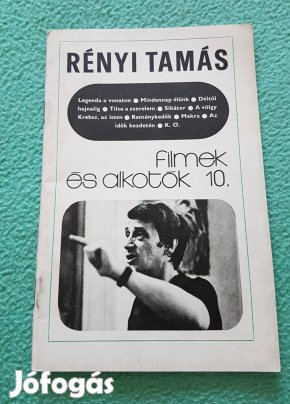 RÉNYI TAMÁS
Legenda a vonaton ● Mindennap élünk ● Déltől
hajnalig ● Tilos a szerelem ● Sikátor ● A völgy
Krebsz, az isten ● Reménykedők ● Makra ● Az
idők kezdetén ● K. O.
filmek
és alkotók 10.
Jófogás